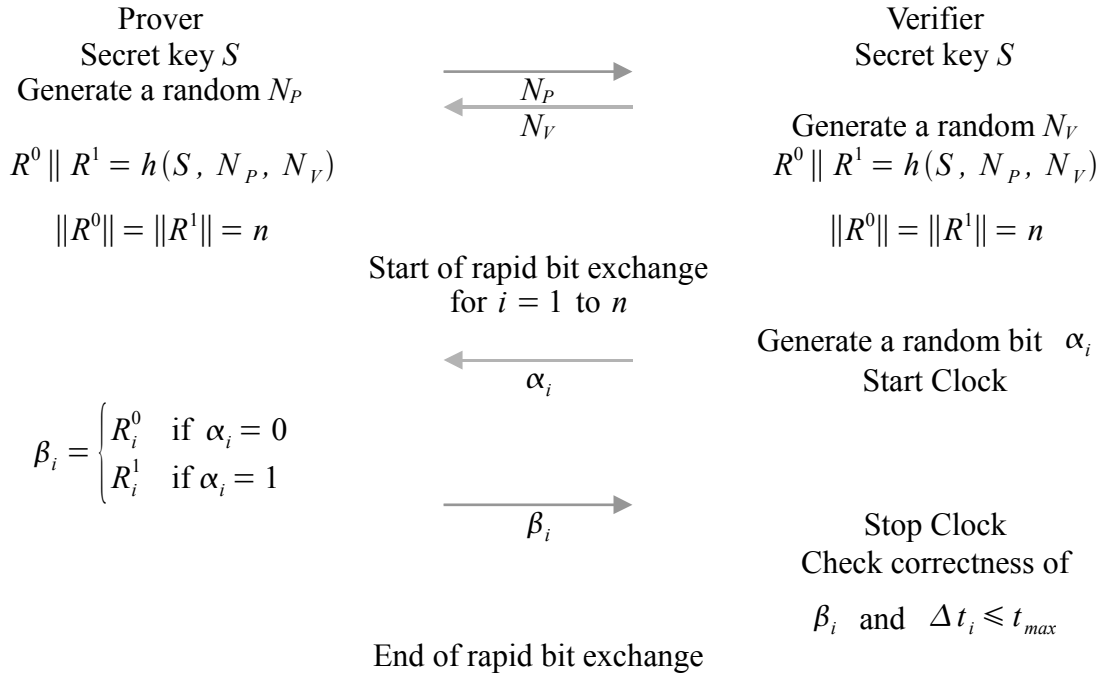 Prover
Secret key S
Generate a random N_P
Verifier
Secret key S
N_P
N_V
Generate a random N_V
R^0 ‖ R^1 = h(S, N_P, N_V)
R^0 ‖ R^1 = h(S, N_P, N_V)
‖R^0‖ = ‖R^1‖ = n
‖R^0‖ = ‖R^1‖ = n
Start of rapid bit exchange
for i = 1 to n
Generate a random bit α_i
Start Clock
α_i
β_i = { R_i^0 if α_i = 0
R_i^1 if α_i = 1
β_i
Stop Clock
Check correctness of
β_i and Δt_i ⩽ t_max
End of rapid bit exchange